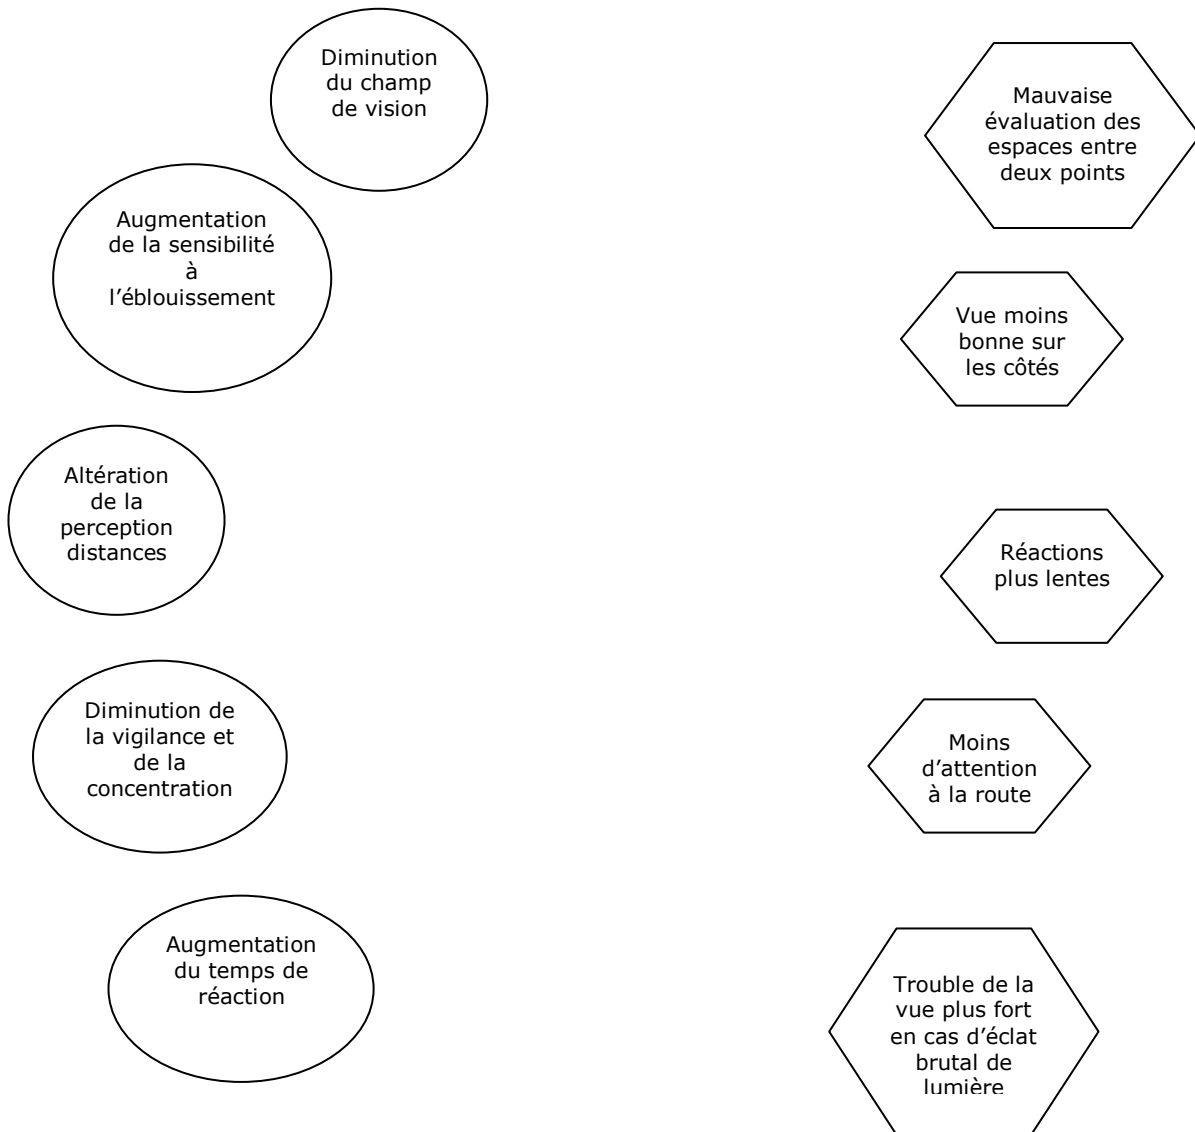 Diminution
du champ
de vision
Mauvaise
évaluation des
espaces entre
deux points
Augmentation
de la sensibilité
à
l’éblouissement
Vue moins
bonne sur
les côtés
Altération
de la
perception
distances
Réactions
plus lentes
Diminution de
la vigilance et
de la
concentration
Moins
d’attention
à la route
Augmentation
du temps de
réaction
Trouble de la
vue plus fort
en cas d’éclat
brutal de
lumière